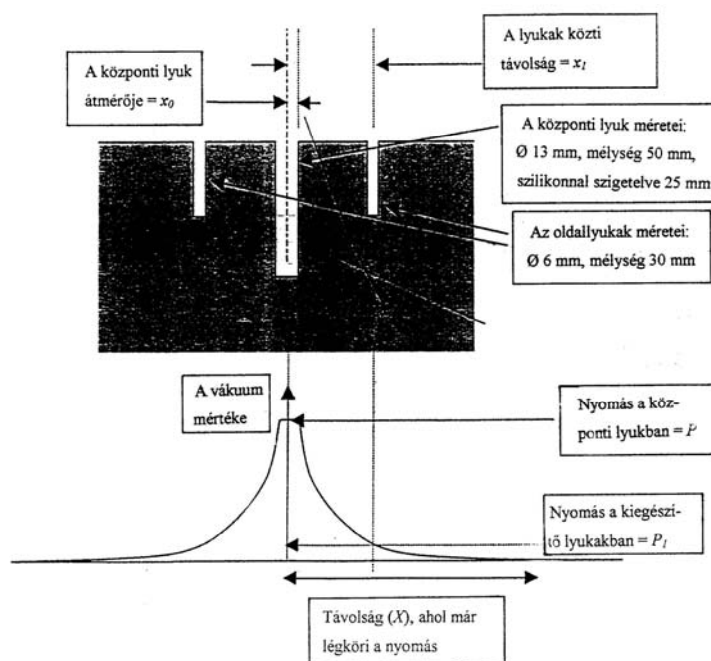 A lyukak közti
távolság = x₁
A központi lyuk
átmérője = x₀
A központi lyuk méretei:
Ø 13 mm, mélység 50 mm,
szilikonnal szigetelve 25 mm
Az oldallyukak méretei:
Ø 6 mm, mélység 30 mm
A vákuum
mértéke
Nyomás a köz-
ponti lyukban = P
Nyomás a kiegészí-
tő lyukakban = P₁
Távolság (X), ahol már
légköri a nyomás